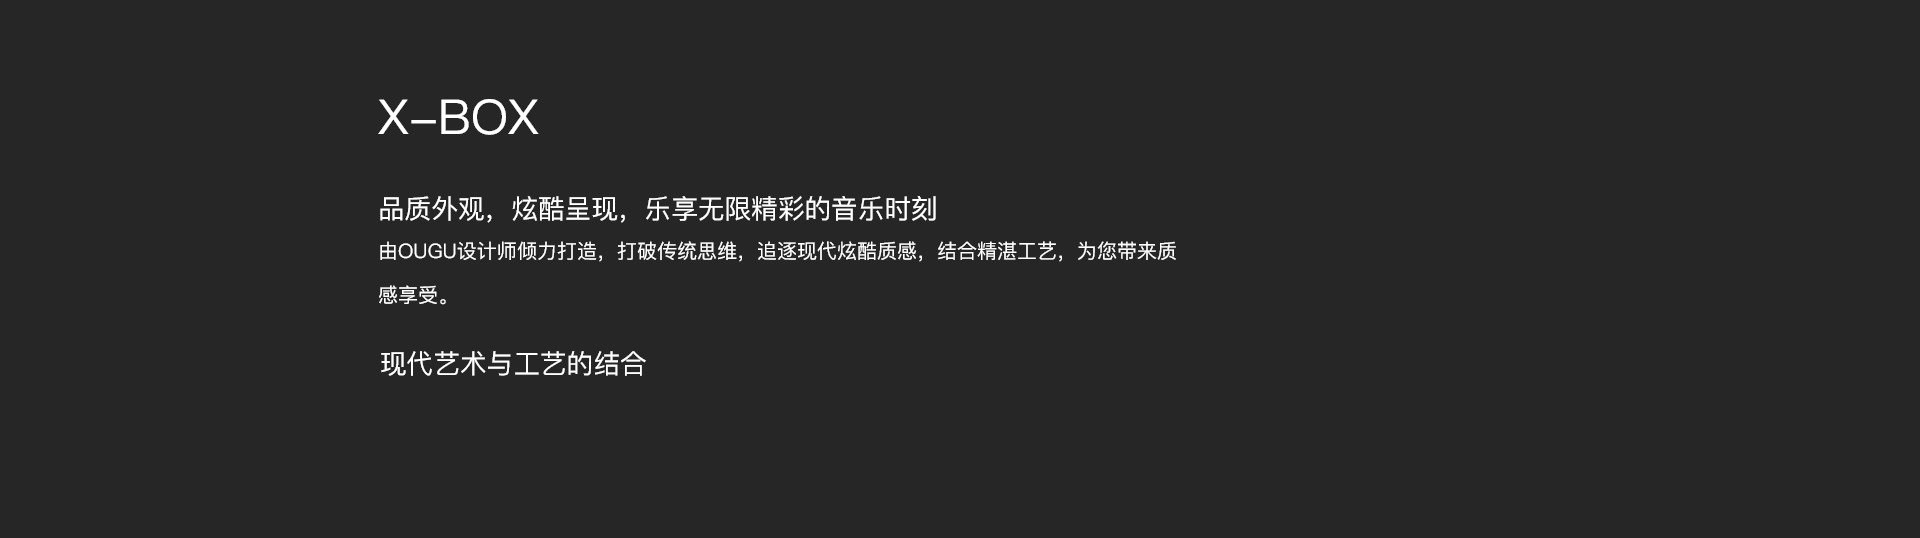 X–BOX
品质外观，炫酷呈现，乐享无限精彩的音乐时刻
由OUGU设计师倾力打造，打破传统思维，追逐现代炫酷质感，结合精湛工艺，为您带来质
感享受。
现代艺术与工艺的结合